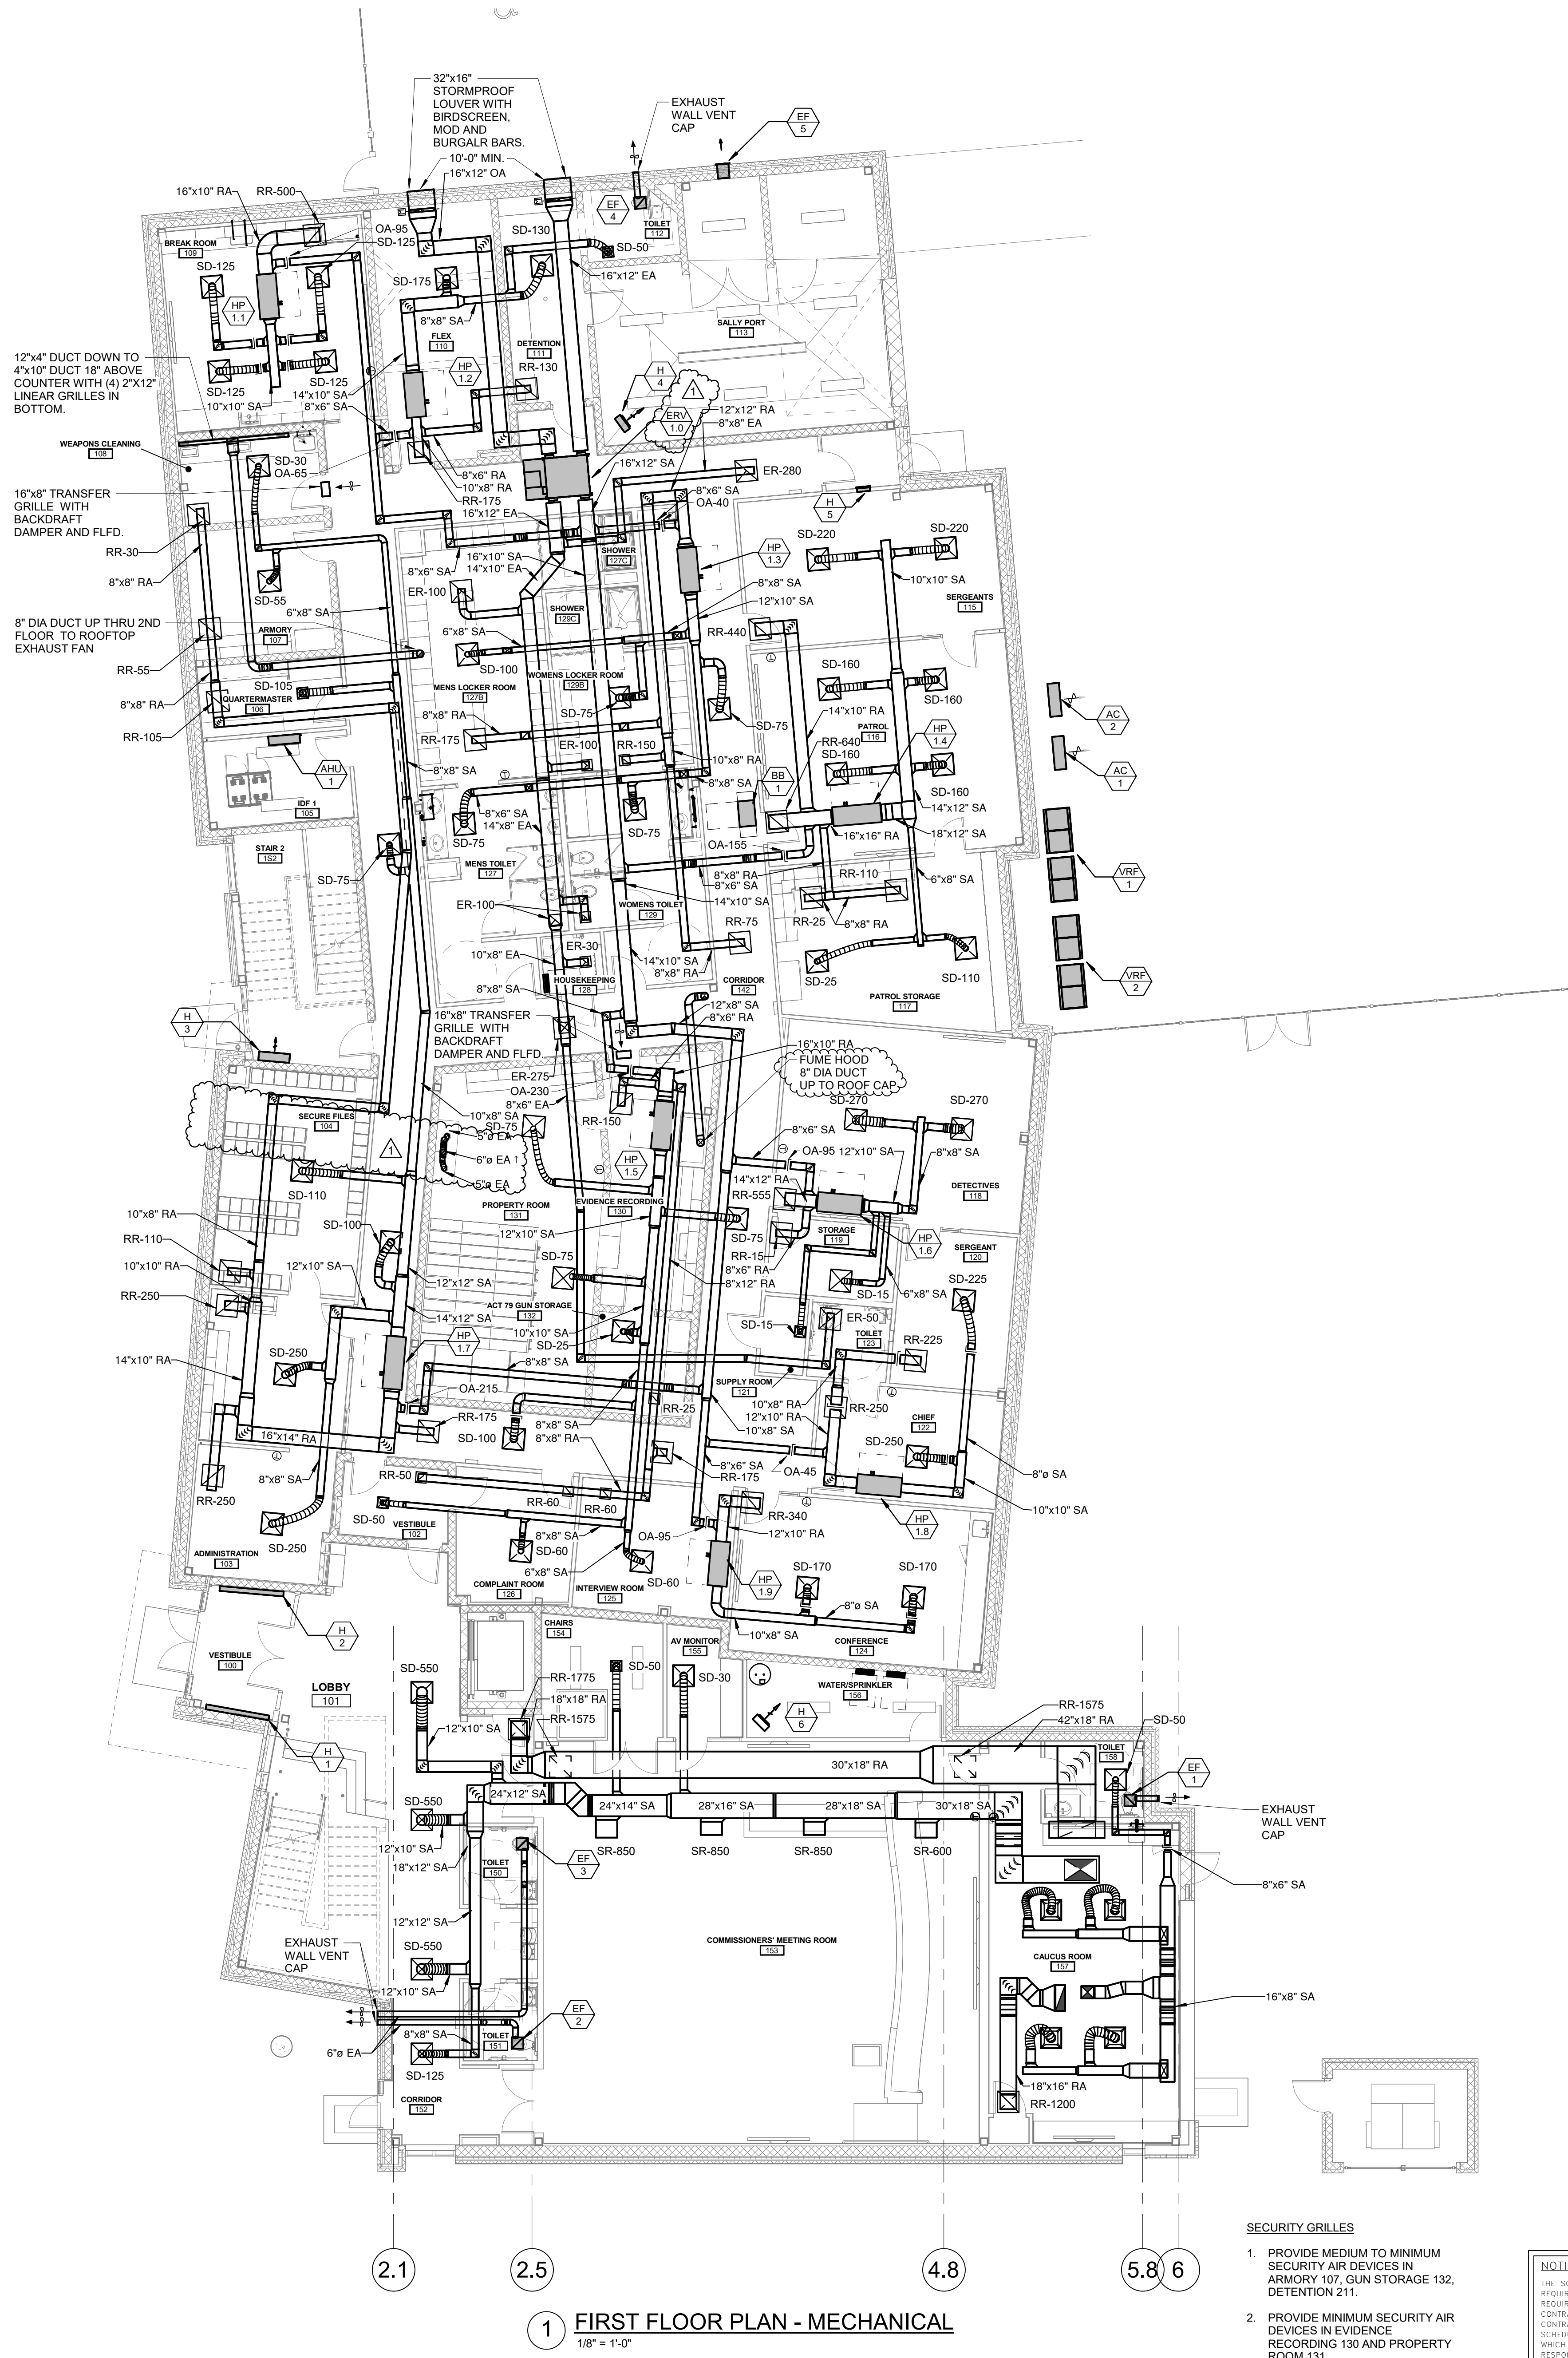 32"x16"
STORMPROOF
LOUVER WITH
BIRDSCREEN,
MOD AND
BURGALR BARS.
10'-0" MIN.
16"x12" OA
EXHAUST
WALL VENT
CAP
EF
5
16"x10" RA
RR-500
OA-95
SD-125
BREAK ROOM
109
SD-125
HP
1.1
SD-130
EF
4
TOILET
112
SD-50
16"x12" EA
SD-175
8"x8" SA
FLEX
110
DETENTION
111
SALLY PORT
113
HP
1.2
RR-130
H
4
1
ERV
1.0
12"x12" RA
8"x8" EA
12"x4" DUCT DOWN TO
4"x10" DUCT 18" ABOVE
COUNTER WITH (4) 2"X12"
LINEAR GRILLES IN
BOTTOM.
SD-125
SD-125
10"x10" SA
14"x10" SA
8"x6" SA
WEAPONS CLEANING
108
SD-30
OA-65
8"x6" RA
10"x8" RA
RR-175
16"x12" EA
16"x12" SA
ER-280
8"x6" SA
OA-40
H
5
16"x8" TRANSFER
GRILLE WITH
BACKDRAFT
DAMPER AND FLFD.
RR-30
8"x8" RA
SD-55
8"x6" SA
16"x10" SA
14"x10" EA
SHOWER
127C
HP
1.3
SD-220
SD-220
10"x10" SA
SERGEANTS
115
8" DIA DUCT UP THRU 2ND
FLOOR TO ROOFTOP
EXHAUST FAN
6"x8" SA
ARMORY
107
ER-100
6"x8" SA
SHOWER
129C
8"x8" SA
12"x10" SA
RR-440
RR-55
SD-105
SD-100
WOMENS LOCKER ROOM
129B
MENS LOCKER ROOM
127B
SD-160
SD-160
8"x8" RA
QUARTERMASTER
106
RR-105
8"x8" RA
RR-175
SD-75
SD-75
14"x10" RA
PATROL
116
HP
1.4
AC
2
ER-100
RR-150
RR-640
SD-160
AHU
1
8"x8" SA
10"x8" RA
8"x8" SA
BB
1
AC
1
IDF 1
105
8"x6" SA
14"x8" EA
SD-75
SD-75
SD-160
14"x12" SA
18"x12" SA
16"x16" RA
STAIR 2
1S2
SD-75
MENS TOILET
127
OA-155
8"x8" RA
8"x6" SA
RR-110
6"x8" SA
VRF
1
ER-100
WOMENS TOILET
129
14"x10" SA
RR-75
RR-25
8"x8" RA
10"x8" EA
ER-30
14"x10" SA
8"x8" RA
SD-25
SD-110
8"x8" SA
HOUSEKEEPING
128
CORRIDOR
142
PATROL STORAGE
117
VRF
2
H
3
16"x8" TRANSFER
GRILLE WITH
BACKDRAFT
DAMPER AND FLFD.
12"x8" SA
8"x6" RA
16"x10" RA
FUME HOOD
8" DIA DUCT
UP TO ROOF CAP
ER-275
OA-230
8"x6" EA
RR-150
SECURE FILES
104
10"x8" SA
SD-75
1
5"ø EA
6"ø EA
5"ø EA
HP
1.5
SD-270
SD-270
8"x6" SA
OA-95
12"x10" SA
8"x8" SA
14"x12" RA
RR-555
DETECTIVES
118
SD-110
PROPERTY ROOM
131
EVIDENCE RECORDING
130
10"x8" RA
SD-100
12"x10" SA
SD-75
STORAGE
119
HP
1.6
SERGEANT
120
RR-110
RR-15
8"x6" RA
SD-75
10"x10" RA
12"x10" SA
12"x12" SA
8"x12" RA
6"x8" SA
SD-225
SD-15
RR-250
14"x12" SA
ACT 79 GUN STORAGE
132
10"x10" SA
SD-25
SD-15
ER-50
TOILET
123
RR-225
HP
1.7
SD-250
8"x8" SA
14"x10" RA
OA-215
SUPPLY ROOM
121
10"x8" RA
12"x10" RA
RR-250
RR-25
RR-175
SD-100
8"x8" SA
8"x8" RA
10"x8" SA
CHIEF
122
SD-250
16"x14" RA
8"x8" SA
8"x6" SA
RR-175
OA-45
8"ø SA
RR-50
RR-250
RR-60
RR-60
RR-340
10"x10" SA
SD-50
VESTIBULE
102
8"x8" SA
OA-95
12"x10" RA
HP
1.8
SD-250
ADMINISTRATION
103
SD-60
6"x8" SA
SD-60
COMPLAINT ROOM
126
INTERVIEW ROOM
125
HP
1.9
SD-170
SD-170
8"ø SA
10"x8" SA
CONFERENCE
124
H
2
CHAIRS
154
AV MONITOR
155
VESTIBULE
100
LOBBY
101
SD-550
RR-1775
18"x18" RA
RR-1575
SD-50
SD-30
WATER/SPRINKLER
156
H
6
RR-1575
42"x18" RA
SD-50
H
1
12"x10" SA
30"x18" RA
TOILET
158
EF
1
24"x12" SA
24"x14" SA
28"x16" SA
28"x18" SA
30"x18" SA
SD-550
EXHAUST
WALL VENT
CAP
12"x10" SA
18"x12" SA
TOILET
150
EF
3
SR-850
SR-850
SR-850
SR-600
8"x6" SA
12"x12" SA
COMMISSIONERS' MEETING ROOM
153
CAUCUS ROOM
157
EXHAUST
WALL VENT
CAP
SD-550
12"x10" SA
16"x8" SA
EF
2
8"x8" SA
TOILET
151
6"ø EA
SD-125
18"x16" RA
RR-1200
CORRIDOR
152
2.1
2.5
4.8
5.8
6
1
FIRST FLOOR PLAN - MECHANICAL
1/8" = 1'-0"
SECURITY GRILLES
1. PROVIDE MEDIUM TO MINIMUM
SECURITY AIR DEVICES IN
ARMORY 107, GUN STORAGE 132,
DETENTION 211.
2. PROVIDE MINIMUM SECURITY AIR
DEVICES IN EVIDENCE
RECORDING 130 AND PROPERTY
ROOM 131.